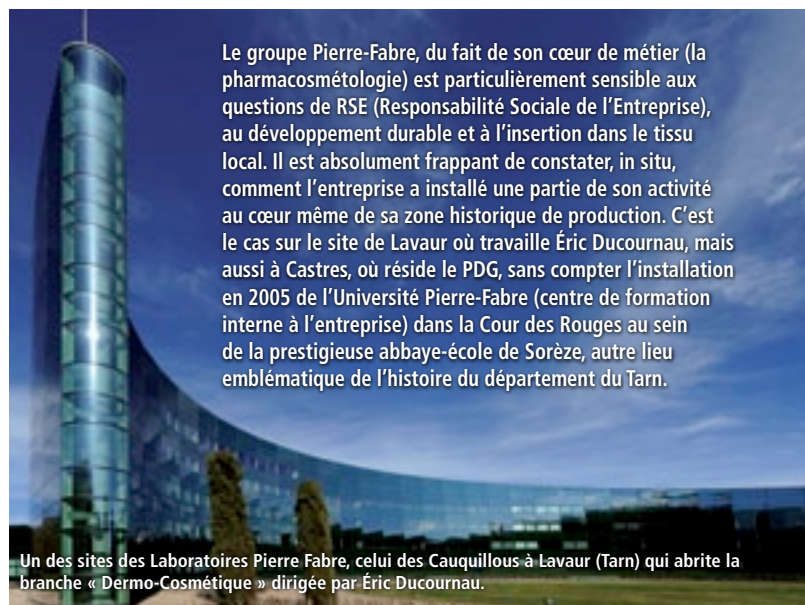 Le groupe Pierre-Fabre, du fait de son cœur de métier (la
pharmacosmétologie) est particulièrement sensible aux
questions de RSE (Responsabilité Sociale de l'Entreprise),
au développement durable et à l'insertion dans le tissu
local. Il est absolument frappant de constater, in situ,
comment l'entreprise a installé une partie de son activité
au cœur même de sa zone historique de production. C'est
le cas sur le site de Lavaur où travaille Éric Ducournau, mais
aussi à Castres, où réside le PDG, sans compter l'installation
en 2005 de l'Université Pierre-Fabre (centre de formation
interne à l'entreprise) dans la Cour des Rouges au sein
de la prestigieuse abbaye-école de Sorèze, autre lieu
emblématique de l'histoire du département du Tarn.
Un des sites des Laboratoires Pierre Fabre, celui des Cauquillous à Lavaur (Tarn) qui abrite la
branche « Dermo-Cosmétique » dirigée par Éric Ducournau.